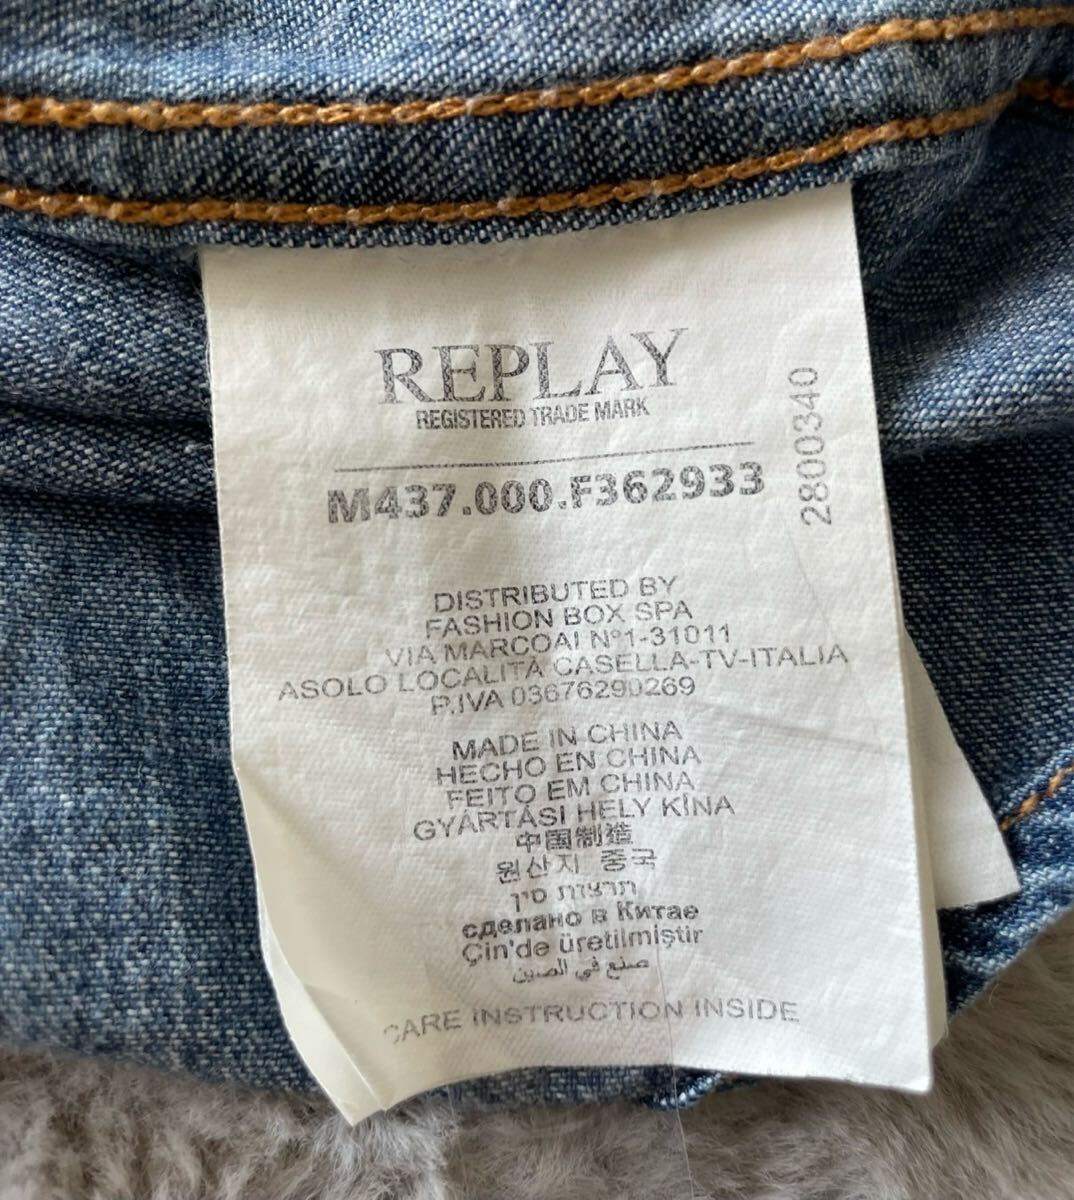 REPLAY
REGISTERED TRADE MARK
M437.000.F362933
2800340
DISTRIBUTED BY
FASHION BOX SPA
VIA MARCOAI N°1-31011
ASOLO LOCALITÀ CASELLA-TV-ITALIA
P.IVA 03676290269
MADE IN CHINA
HECHO EN CHINA
FEITO EM CHINA
GYÁRTÁSI HELY KÍNA
中国制造
원산지 중국
תרצות סין
сделано в Китае
Çin'de üretilmiştir
صنع في الصين
CARE INSTRUCTION INSIDE